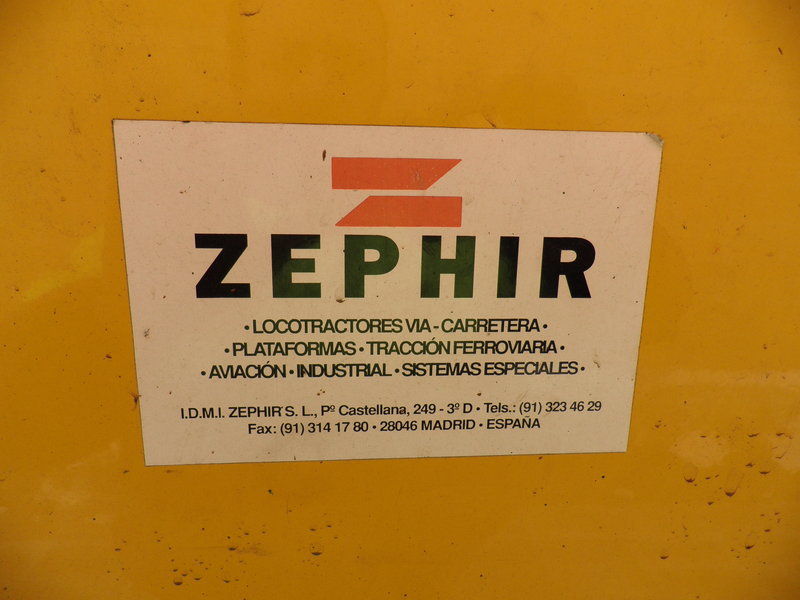 ZEPHIR
• LOCOTRACTORES VIA - CARRETERA •
• PLATAFORMAS • TRACCIÓN FERROVIARIA •
• AVIACIÓN • INDUSTRIAL • SISTEMAS ESPECIALES •
I.D.M.I. ZEPHIR´S. L., Pº Castellana, 249 - 3º D • Tels.: (91) 323 46 29
Fax: (91) 314 17 80 • 28046 MADRID • ESPAÑA